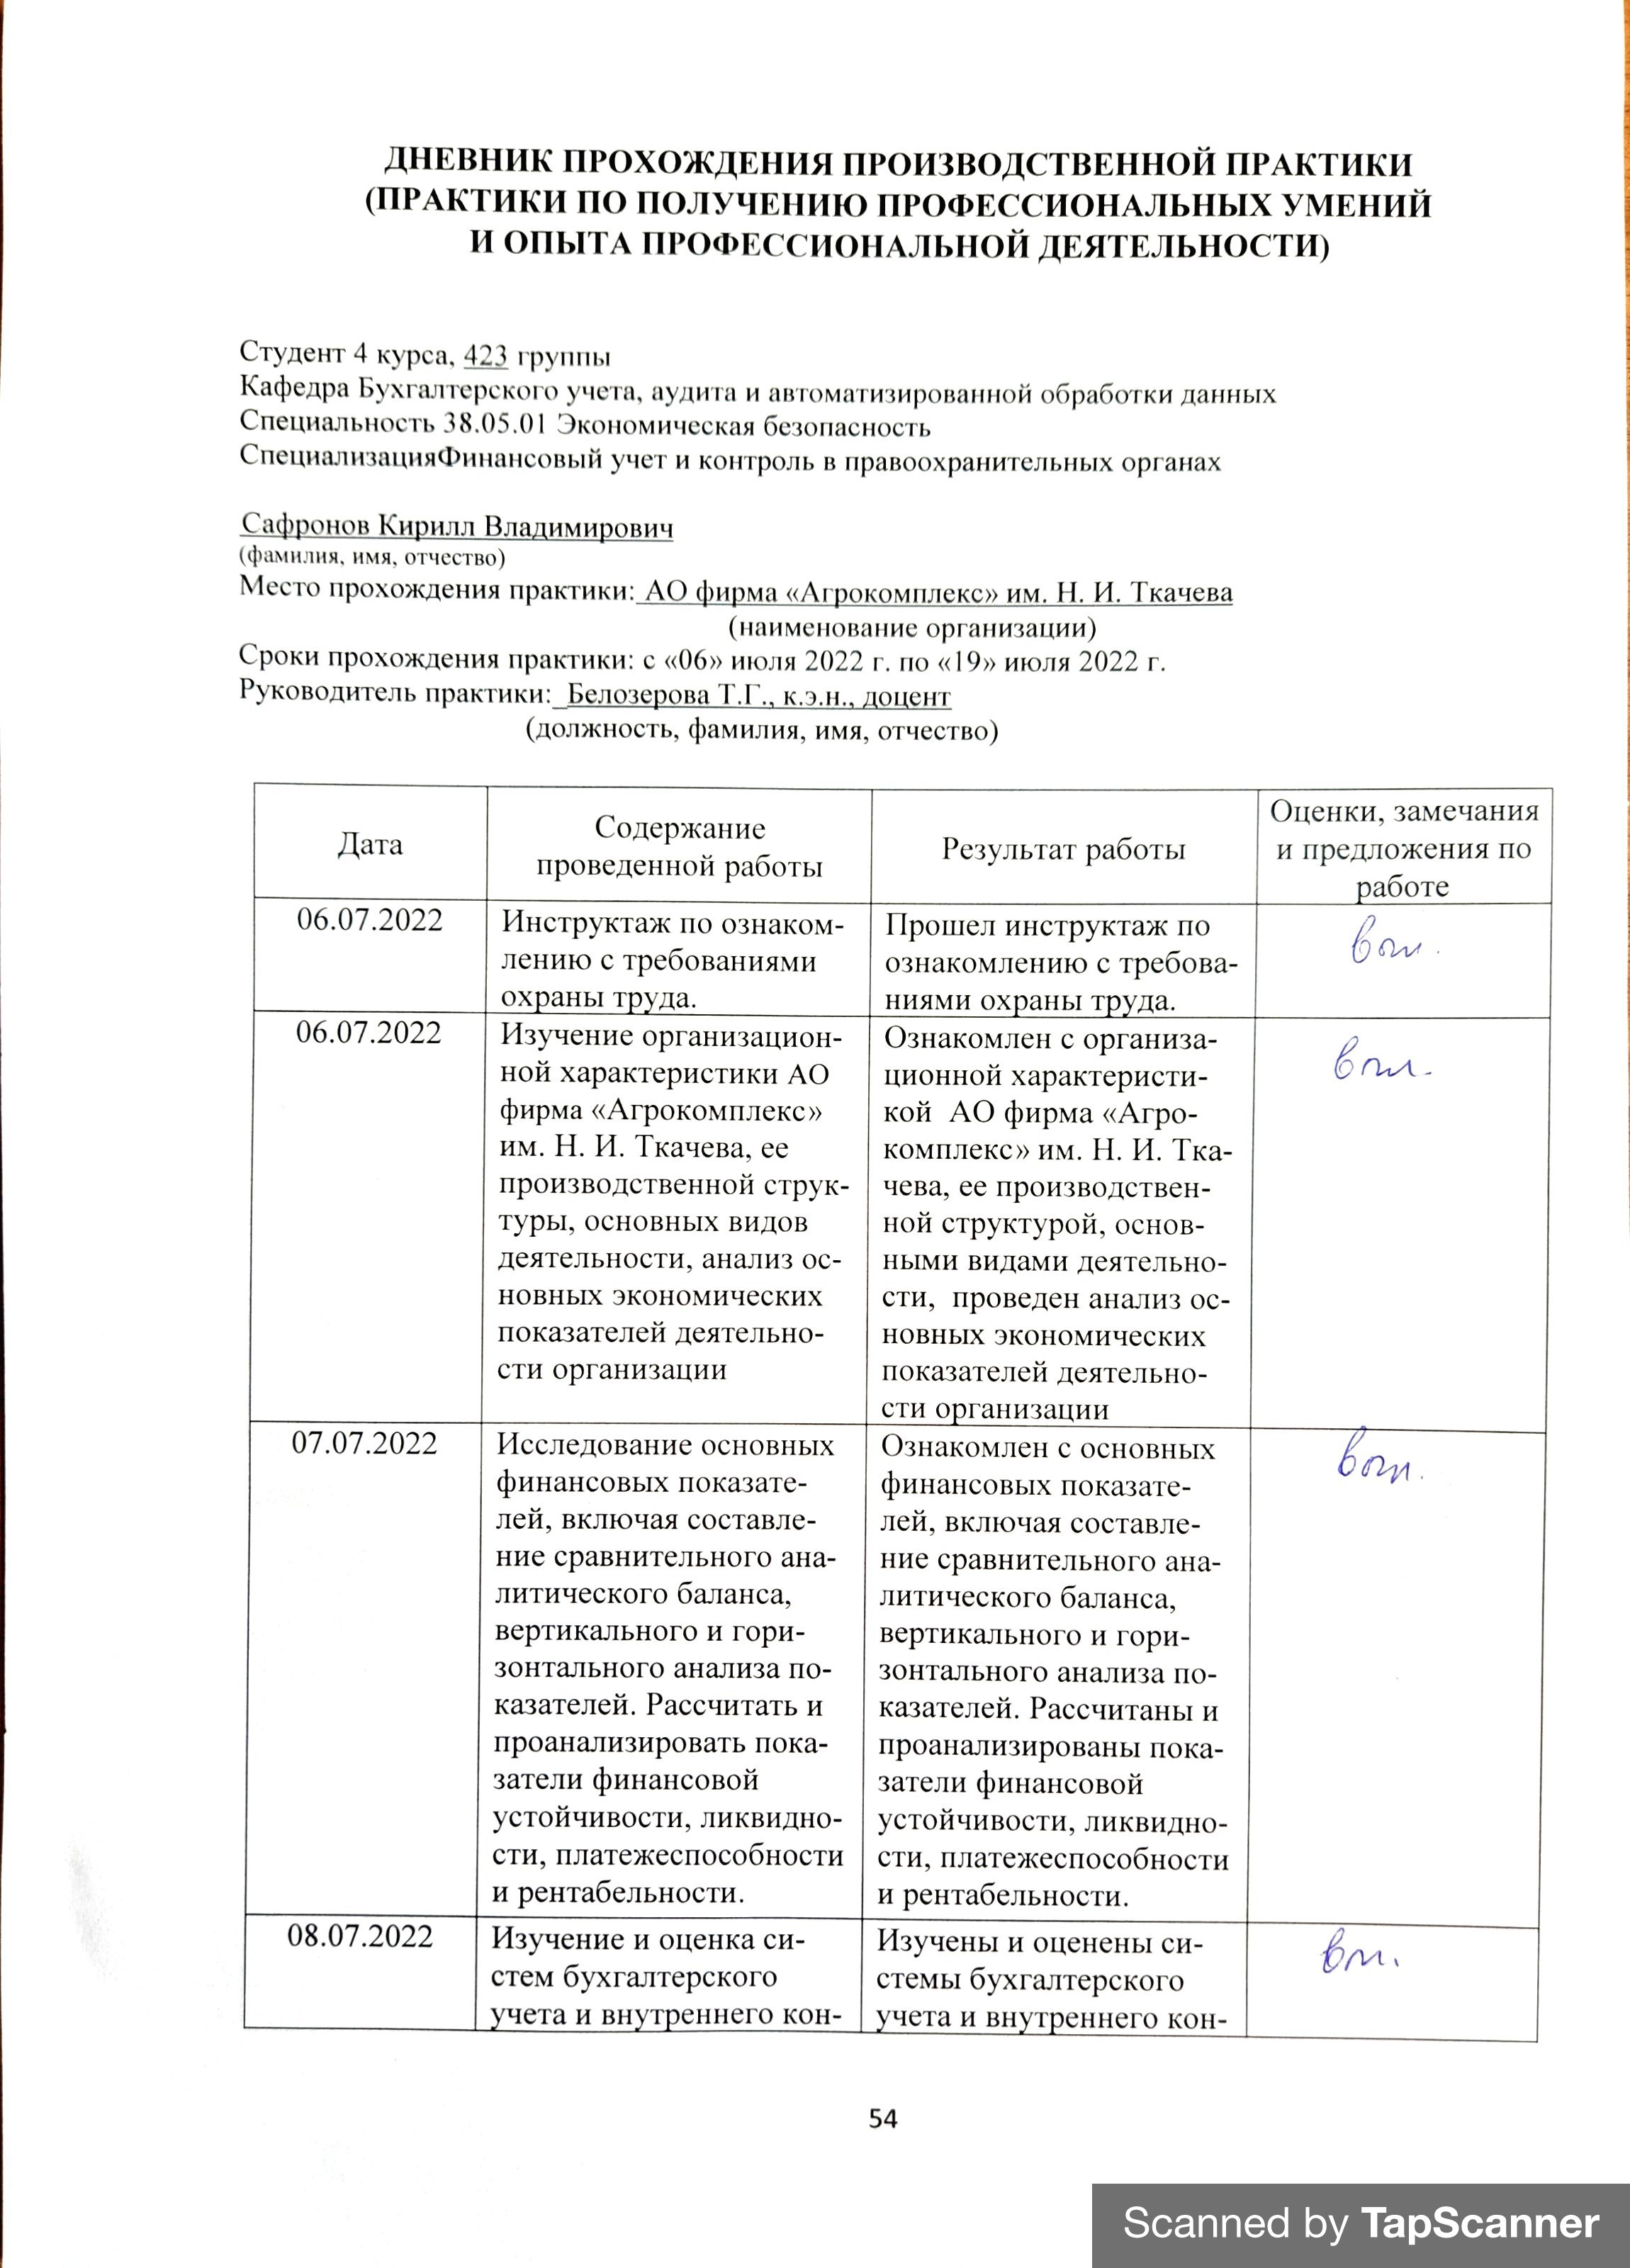 ДНЕВНИК ПРОХОЖДЕНИЯ ПРОИЗВОДСТВЕННОЙ ПРАКТИКИ
(ПРАКТИКИ ПО ПОЛУЧЕНИЮ ПРОФЕССИОНАЛЬНЫХ УМЕНИЙ
И ОПЫТА ПРОФЕССИОНАЛЬНОЙ ДЕЯТЕЛЬНОСТИ)
Студент 4 курса, 423 группы
Кафедра Бухгалтерского учета, аудита и автоматизированной обработки данных
Специальность 38.05.01 Экономическая безопасность
СпециализацияФинансовый учет и контроль в правоохранительных органах
Сафронов Кирилл Владимирович
(фамилия, имя, отчество)
Место прохождения практики: АО фирма «Агрокомплекс» им. Н. И. Ткачева
(наименование организации)
Сроки прохождения практики: с «06» июля 2022 г. по «19» июля 2022 г.
Руководитель практики: Белозерова Т.Г., к.э.н., доцент
(должность, фамилия, имя, отчество)
Дата
Содержание
проведенной работы
Результат работы
Оценки, замечания
и предложения по
работе
06.07.2022
Инструктаж по ознаком-
лению с требованиями
охраны труда.
Прошел инструктаж по
ознакомлению с требова-
ниями охраны труда.
вып.
06.07.2022
Изучение организацион-
ной характеристики АО
фирма «Агрокомплекс»
им. Н. И. Ткачева, ее
производственной струк-
туры, основных видов
деятельности, анализ ос-
новных экономических
показателей деятельно-
сти организации
Ознакомлен с организа-
ционной характеристи-
кой АО фирма «Агро-
комплекс» им. Н. И. Тка-
чева, ее производствен-
ной структурой, основ-
ными видами деятельно-
сти, проведен анализ ос-
новных экономических
показателей деятельно-
сти организации
вып.
07.07.2022
Исследование основных
финансовых показате-
лей, включая составле-
ние сравнительного ана-
литического баланса,
вертикального и гори-
зонтального анализа по-
казателей. Рассчитать и
проанализировать пока-
затели финансовой
устойчивости, ликвидно-
сти, платежеспособности
и рентабельности.
Ознакомлен с основных
финансовых показате-
лей, включая составле-
ние сравнительного ана-
литического баланса,
вертикального и гори-
зонтального анализа по-
казателей. Рассчитаны и
проанализированы пока-
затели финансовой
устойчивости, ликвидно-
сти, платежеспособности
и рентабельности.
вып.
08.07.2022
Изучение и оценка си-
стем бухгалтерского
учета и внутреннего кон-
Изучены и оценены си-
стемы бухгалтерского
учета и внутреннего кон-
вып.
54
Scanned by TapScanner